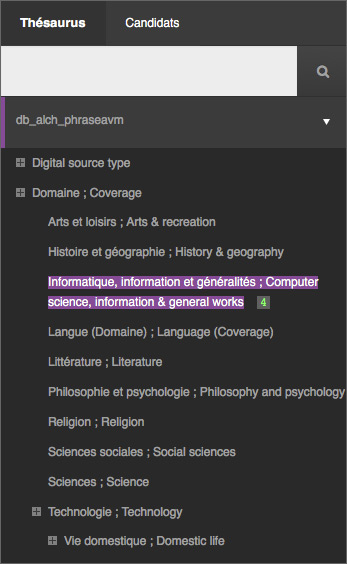 Thésaurus Candidats
db_alch_phraseavm
Digital source type
Domaine ; Coverage
Arts et loisirs ; Arts & recreation
Histoire et géographie ; History & geography
Informatique, information et généralités ; Computer
science, information & general works 4
Langue (Domaine) ; Language (Coverage)
Littérature ; Literature
Philosophie et psychologie ; Philosophy and psychology
Religion ; Religion
Sciences sociales ; Social sciences
Sciences ; Science
Technologie ; Technology
Vie domestique ; Domestic life